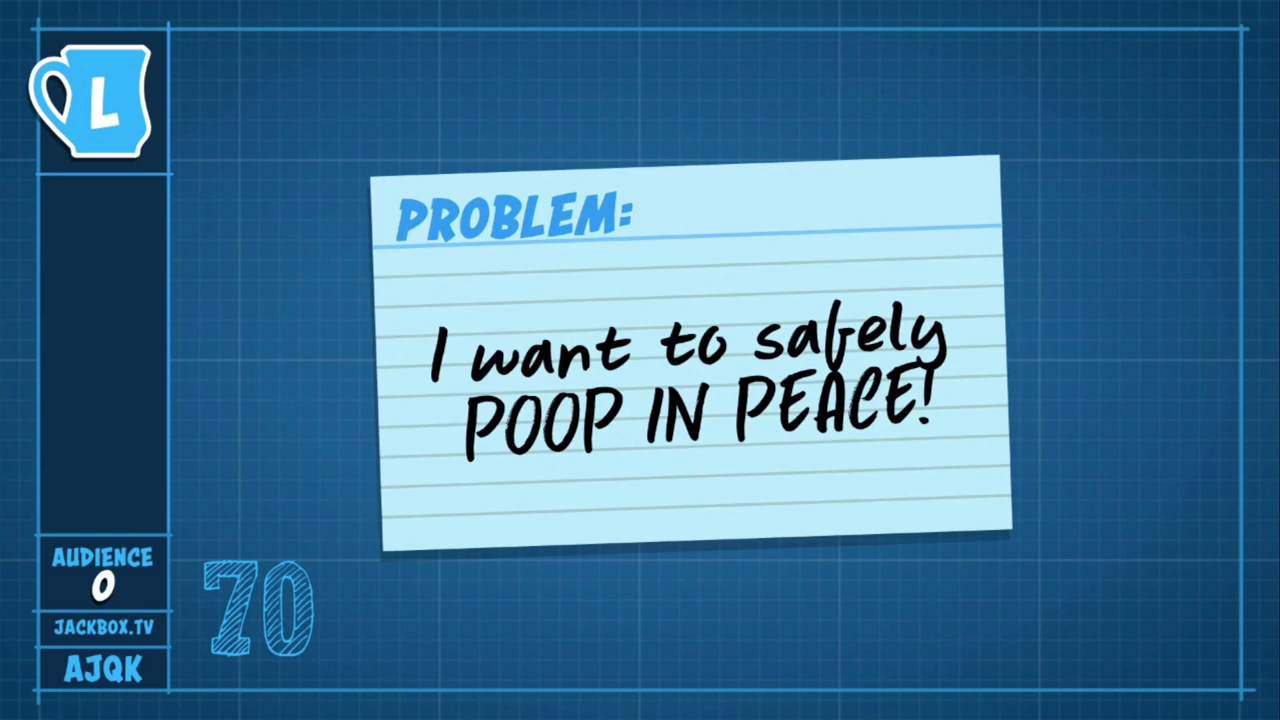 L
PROBLEM:
I want to safely
POOP IN PEACE!
AUDIENCE
0
JACKBOX.TV
AJQK
70